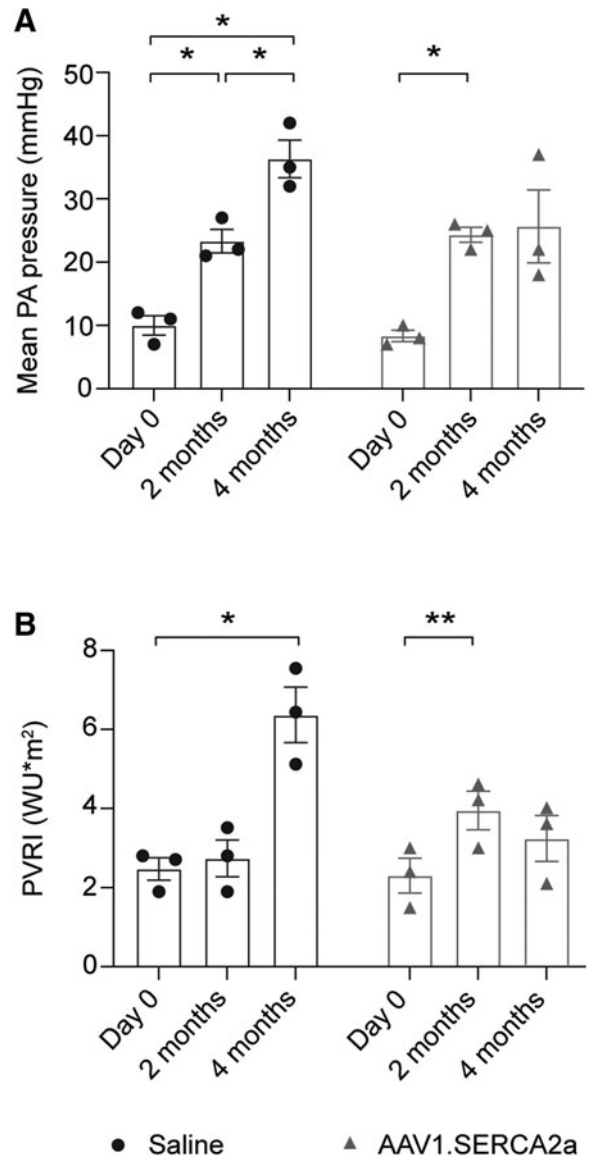 A
*
* *
*
Mean PA pressure (mmHg)
50
40
30
20
10
0
Day 0
2 months
4 months
Day 0
2 months
4 months
B
*
**
PVRI (WU*m²)
8
6
4
2
0
Day 0
2 months
4 months
Day 0
2 months
4 months
Saline
AAV1.SERCA2a